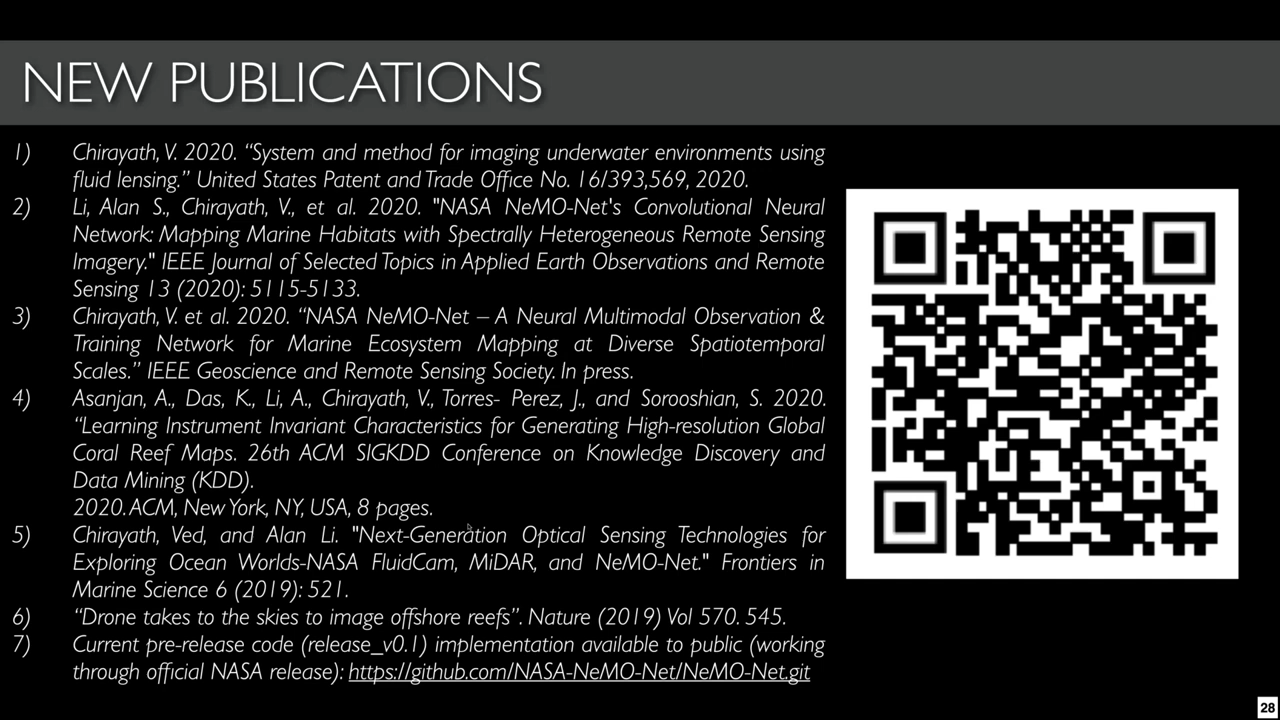 NEW PUBLICATIONS
1) Chirayath, V. 2020. “System and method for imaging underwater environments using
fluid lensing.” United States Patent and Trade Office No. 16/393,569, 2020.
2) Li, Alan S., Chirayath, V., et al. 2020. "NASA NeMO-Net's Convolutional Neural
Network: Mapping Marine Habitats with Spectrally Heterogeneous Remote Sensing
Imagery." IEEE Journal of Selected Topics in Applied Earth Observations and Remote
Sensing 13 (2020): 5115-5133.
3) Chirayath, V. et al. 2020. “NASA NeMO-Net – A Neural Multimodal Observation &
Training Network for Marine Ecosystem Mapping at Diverse Spatiotemporal
Scales.” IEEE Geoscience and Remote Sensing Society. In press.
4) Asanjan, A., Das, K., Li, A., Chirayath, V., Torres- Perez, J., and Sorooshian, S. 2020.
“Learning Instrument Invariant Characteristics for Generating High-resolution Global
Coral Reef Maps. 26th ACM SIGKDD Conference on Knowledge Discovery and
Data Mining (KDD).
2020. ACM, New York, NY, USA, 8 pages.
5) Chirayath, Ved, and Alan Li. "Next-Generation Optical Sensing Technologies for
Exploring Ocean Worlds-NASA FluidCam, MiDAR, and NeMO-Net." Frontiers in
Marine Science 6 (2019): 521.
6) “Drone takes to the skies to image offshore reefs”. Nature (2019) Vol 570. 545.
7) Current pre-release code (release_v0.1) implementation available to public (working
through official NASA release): https://github.com/NASA-NeMO-Net/NeMO-Net.git
28